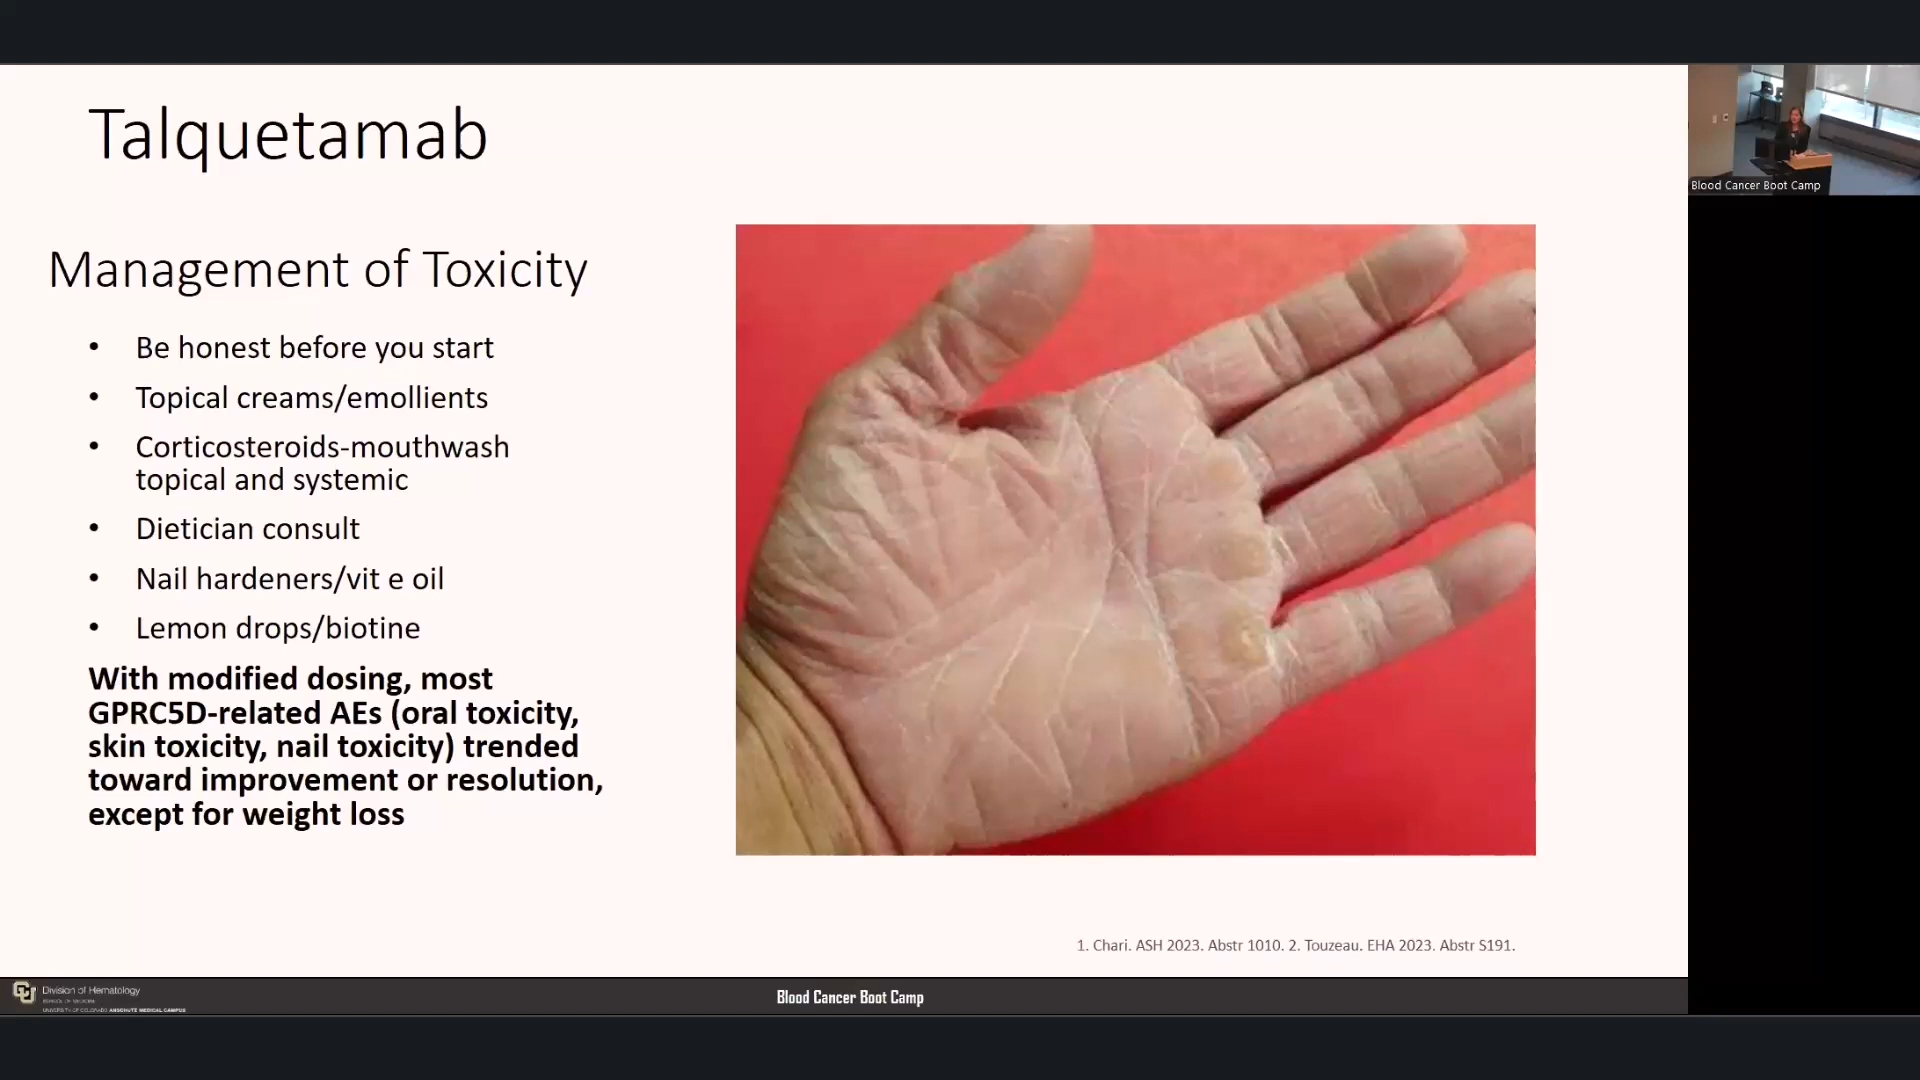 Talquetamab
Management of Toxicity
• Be honest before you start
• Topical creams/emollients
• Corticosteroids-mouthwash
topical and systemic
• Dietician consult
• Nail hardeners/vit e oil
• Lemon drops/biotine
With modified dosing, most
GPRC5D-related AEs (oral toxicity,
skin toxicity, nail toxicity) trended
toward improvement or resolution,
except for weight loss
1. Chari. ASH 2023. Abstr 1010. 2. Touzeau. EHA 2023. Abstr S191.
Blood Cancer Boot Camp
Division of Hematology
SCHOOL OF MEDICINE
UNIVERSITY OF COLORADO ANSCHUTZ MEDICAL CAMPUS
Blood Cancer Boot Camp